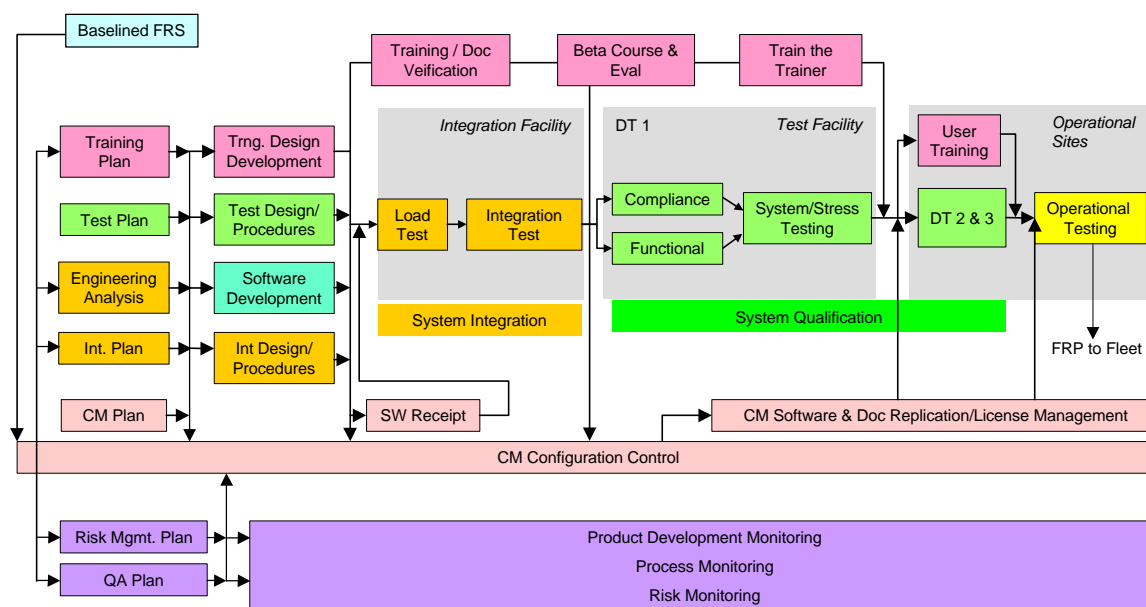 Baselined FRS
Training / Doc
Veification
Beta Course &
Eval
Train the
Trainer
Integration Facility
DT 1
Test Facility
Operational
Sites
User
Training
Training
Plan
Trng. Design
Development
Test Plan
Test Design/
Procedures
Load
Test
Integration
Test
Compliance
Functional
System/Stress
Testing
DT 2 & 3
Operational
Testing
Engineering
Analysis
Software
Development
System Integration
System Qualification
Int. Plan
Int Design/
Procedures
FRP to Fleet
CM Plan
SW Receipt
CM Software & Doc Replication/License Management
CM Configuration Control
Risk Mgmt. Plan
QA Plan
Product Development Monitoring
Process Monitoring
Risk Monitoring